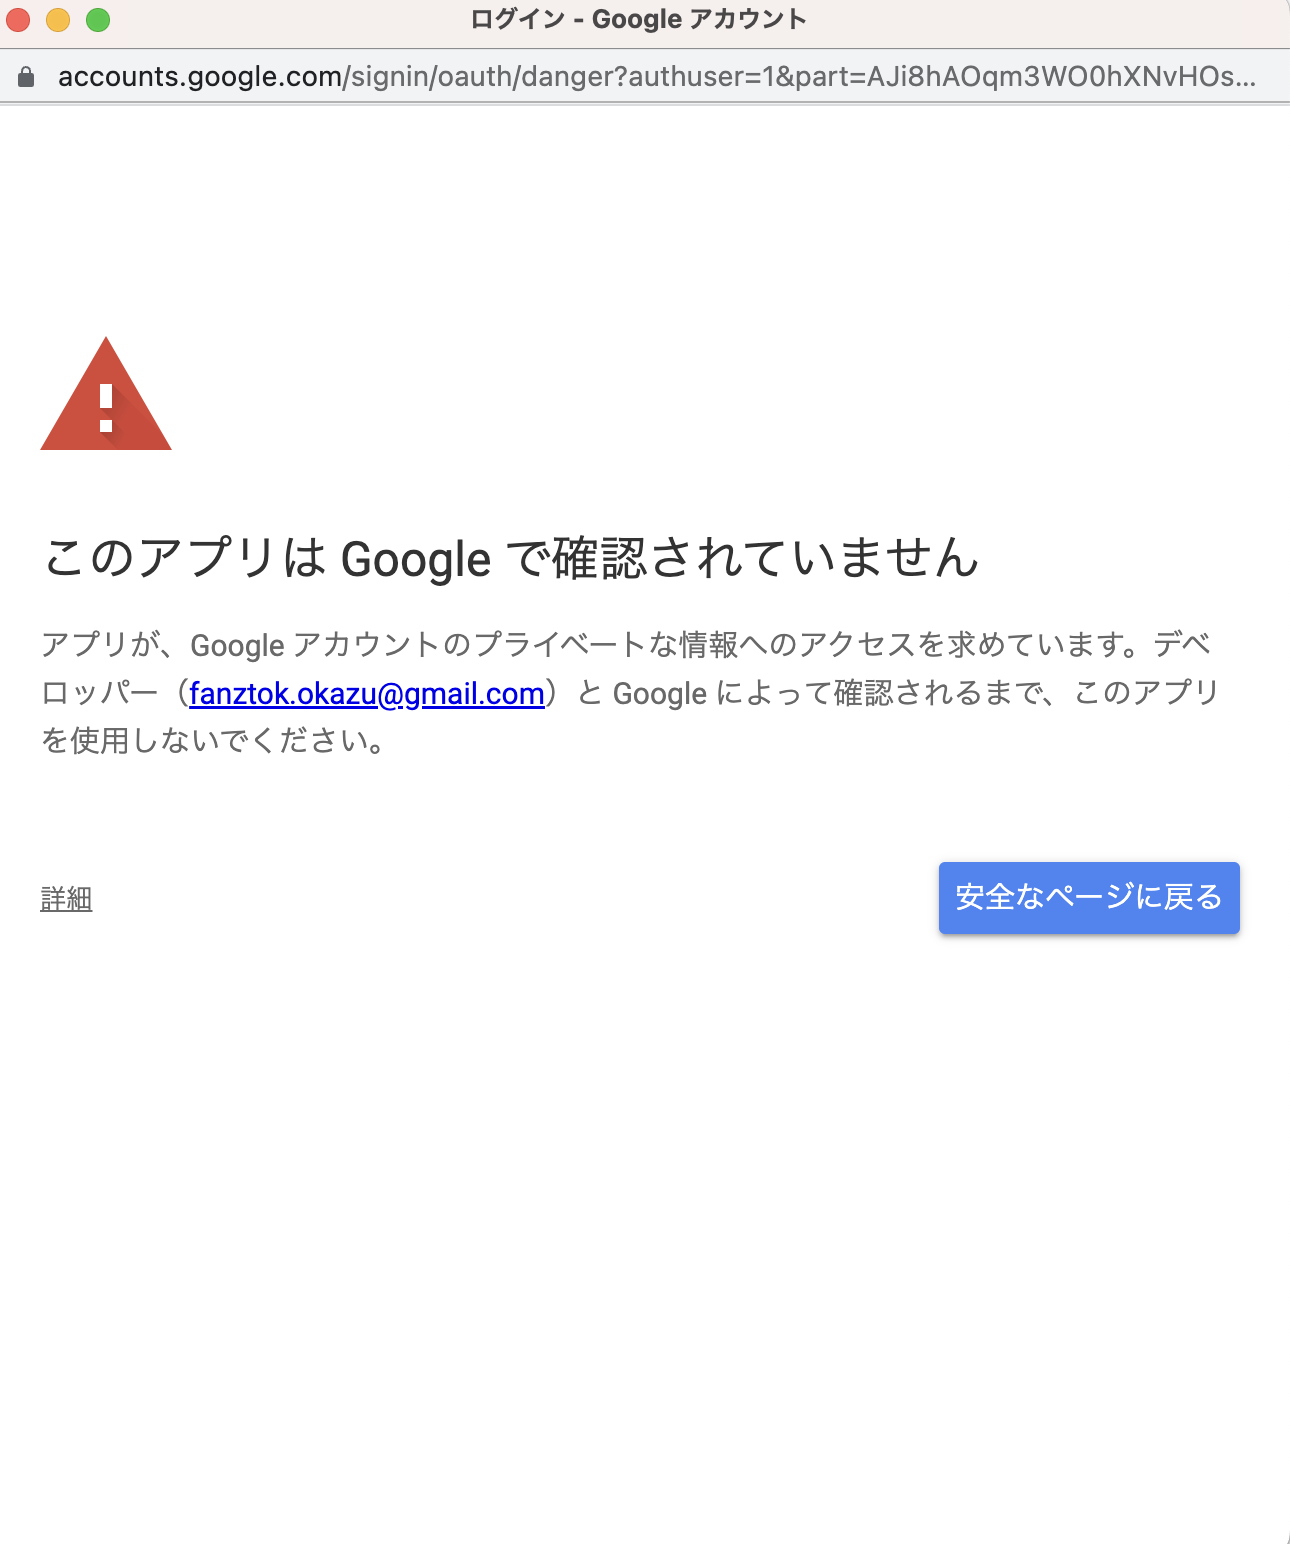 ログイン - Google アカウント
accounts.google.com/signin/oauth/danger?authuser=1&part=AJi8hAOqm3WO0hXNvHOs...
このアプリは Google で確認されていません
アプリが、Google アカウントのプライベートな情報へのアクセスを求めています。デベ
ロッパー（fanztok.okazu@gmail.com）と Google によって確認されるまで、このアプリ
を使用しないでください。
詳細
安全なページに戻る